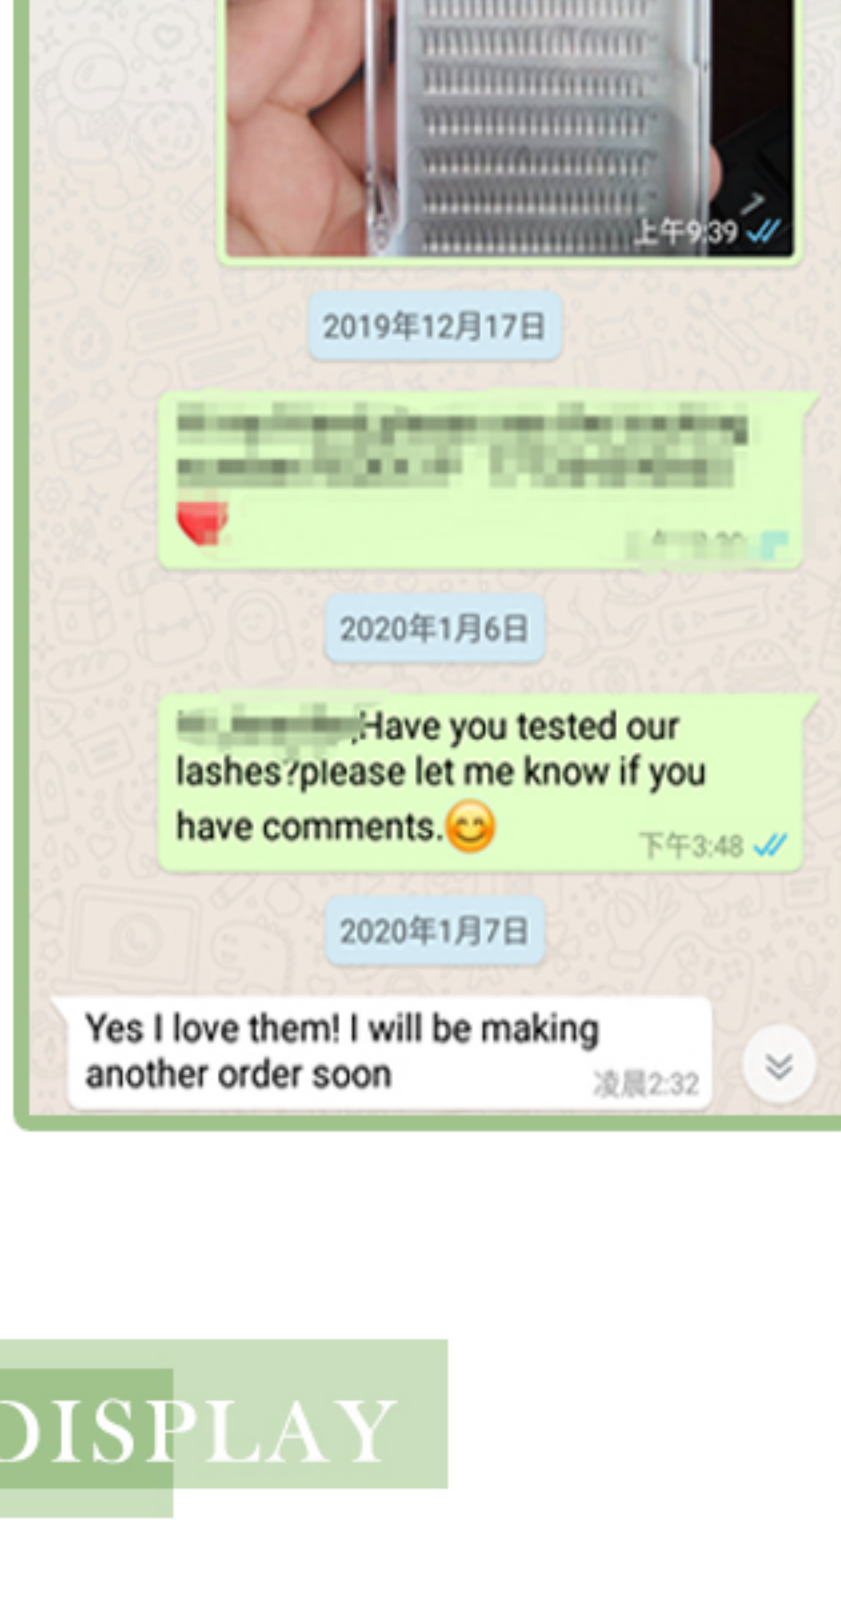 上午9:39
2019年12月17日
2020年1月6日
Have you tested our
lashes?please let me know if you
have comments.😊
下午3:48
2020年1月7日
Yes I love them! I will be making
another order soon
凌晨2:32
DISPLAY